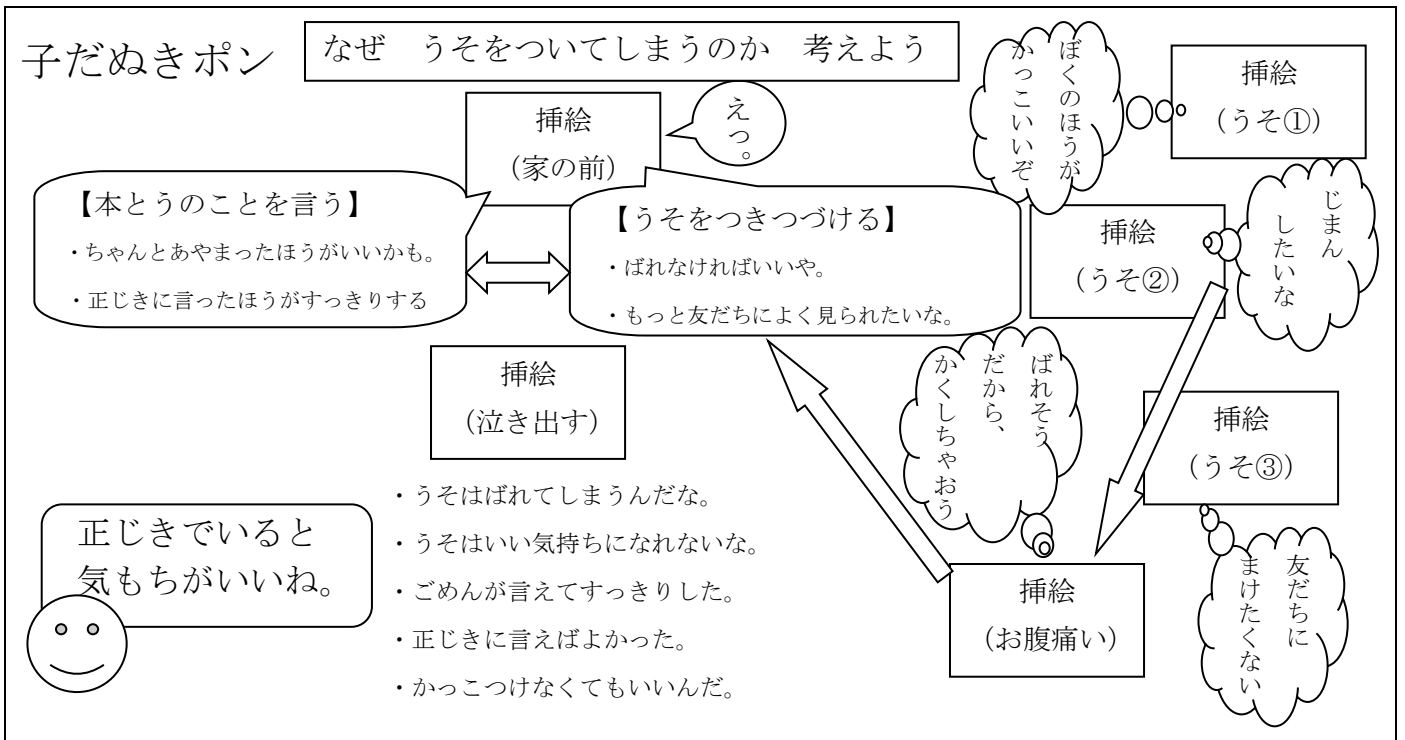 子だぬきポン
なぜ　うそをついてしまうのか　考えよう
挿絵
（うそ①）
ぼくのほうが
かっこいいぞ
挿絵
（うそ②）
じまん
したいな
挿絵
（うそ③）
友だちに
まけたくない
挿絵
（お腹痛い）
ばれそう
だから、
かくしちゃおう
挿絵
（家の前）
えっ。
【うそをつきつづける】
・ばれなければいいや。
・もっと友だちによく見られたいな。
【本とうのことを言う】
・ちゃんとあやまったほうがいいかも。
・正じきに言ったほうがすっきりする
挿絵
（泣き出す）
・うそはばれてしまうんだな。
・うそはいい気持ちになれないな。
・ごめんが言えてすっきりした。
・正じきに言えばよかった。
・かっこつけなくてもいいんだ。
正じきでいると
気もちがいいね。